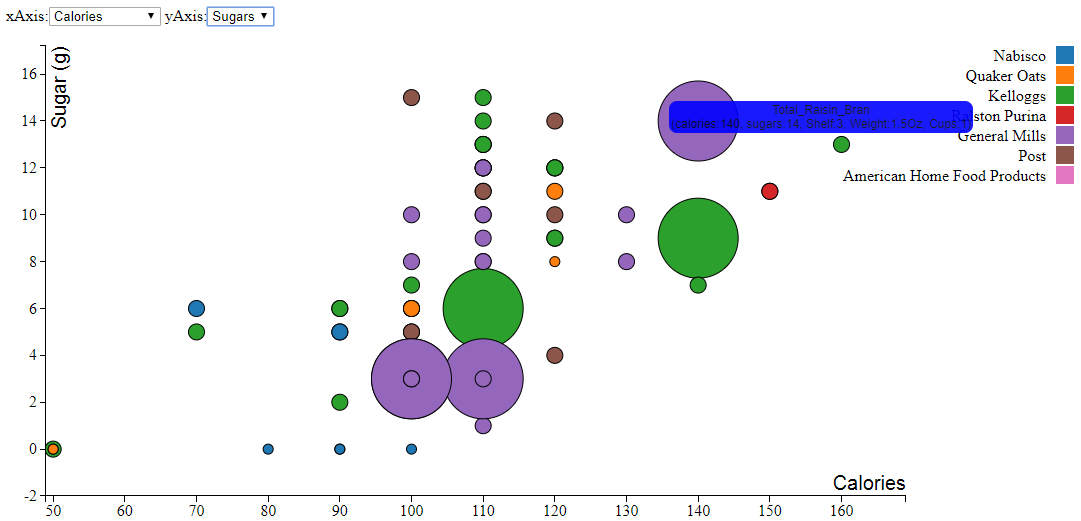 xAxis: Calories yAxis: Sugars
Sugar (g)
16
14
12
10
8
6
4
2
0
-2
50 60 70 80 90 100 110 120 130 140 150 160
Calories
Total_Raisin_Bran
(calories:140, sugars:14, Shelf:3, Weight:1.5Oz, Cups:1
Nabisco
Quaker Oats
Kelloggs
Ralston Purina
General Mills
Post
American Home Food Products